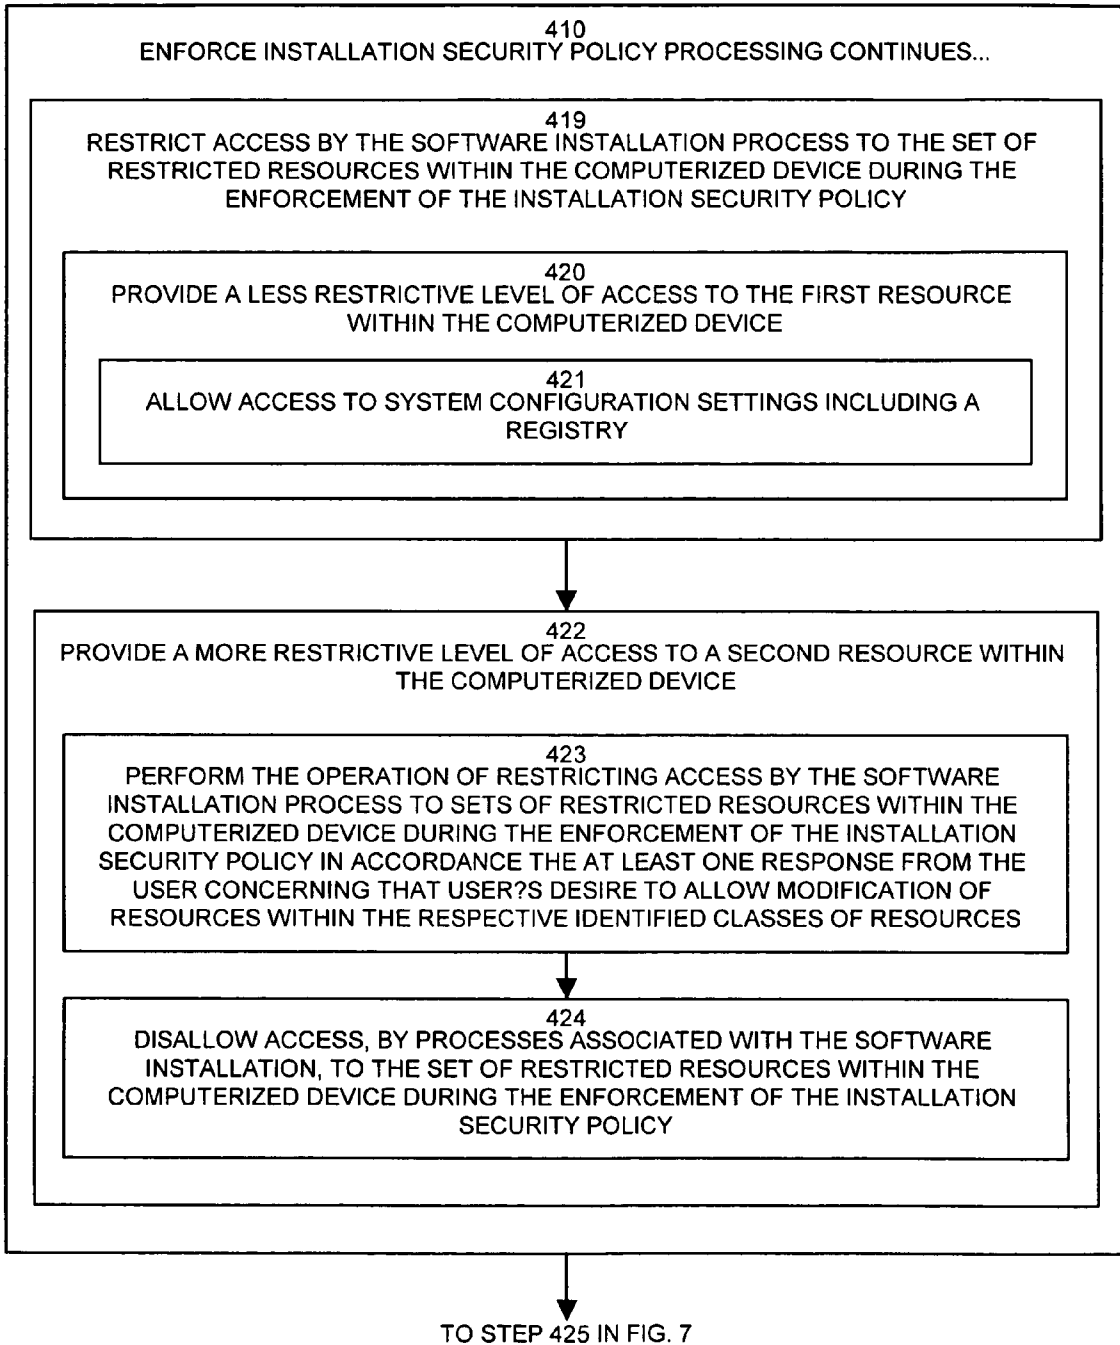 410
ENFORCE INSTALLATION SECURITY POLICY PROCESSING CONTINUES...
419
RESTRICT ACCESS BY THE SOFTWARE INSTALLATION PROCESS TO THE SET OF
RESTRICTED RESOURCES WITHIN THE COMPUTERIZED DEVICE DURING THE
ENFORCEMENT OF THE INSTALLATION SECURITY POLICY
420
PROVIDE A LESS RESTRICTIVE LEVEL OF ACCESS TO THE FIRST RESOURCE
WITHIN THE COMPUTERIZED DEVICE
421
ALLOW ACCESS TO SYSTEM CONFIGURATION SETTINGS INCLUDING A
REGISTRY
422
PROVIDE A MORE RESTRICTIVE LEVEL OF ACCESS TO A SECOND RESOURCE WITHIN
THE COMPUTERIZED DEVICE
423
PERFORM THE OPERATION OF RESTRICTING ACCESS BY THE SOFTWARE
INSTALLATION PROCESS TO SETS OF RESTRICTED RESOURCES WITHIN THE
COMPUTERIZED DEVICE DURING THE ENFORCEMENT OF THE INSTALLATION
SECURITY POLICY IN ACCORDANCE THE AT LEAST ONE RESPONSE FROM THE
USER CONCERNING THAT USER?S DESIRE TO ALLOW MODIFICATION OF
RESOURCES WITHIN THE RESPECTIVE IDENTIFIED CLASSES OF RESOURCES
424
DISALLOW ACCESS, BY PROCESSES ASSOCIATED WITH THE SOFTWARE
INSTALLATION, TO THE SET OF RESTRICTED RESOURCES WITHIN THE
COMPUTERIZED DEVICE DURING THE ENFORCEMENT OF THE INSTALLATION
SECURITY POLICY
TO STEP 425 IN FIG. 7